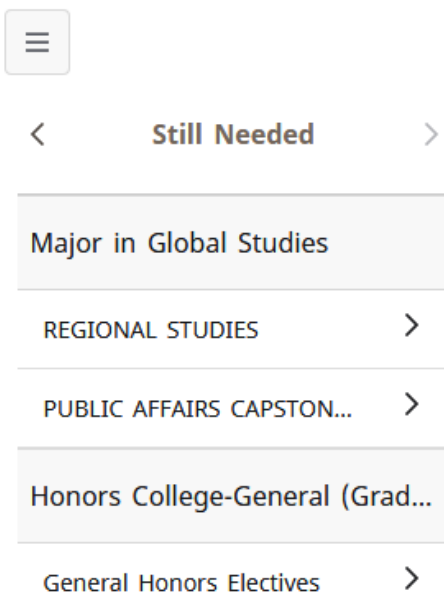 Still Needed
Major in Global Studies
REGIONAL STUDIES
PUBLIC AFFAIRS CAPSTON...
Honors College-General (Grad...
General Honors Electives